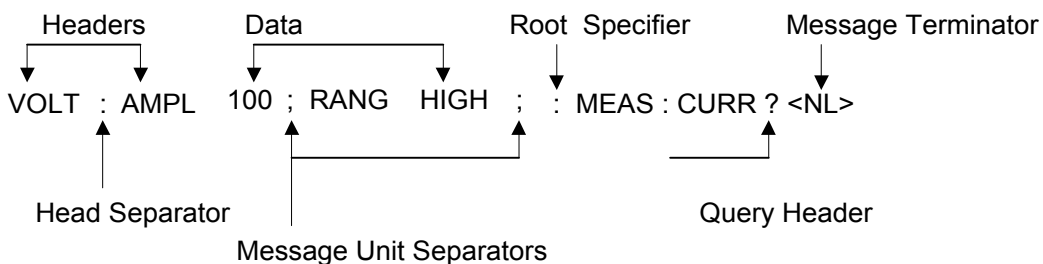 Headers Data Root Specifier Message Terminator
VOLT : AMPL 100 ; RANG HIGH ; : MEAS : CURR ? <NL>
Head Separator Query Header
Message Unit Separators